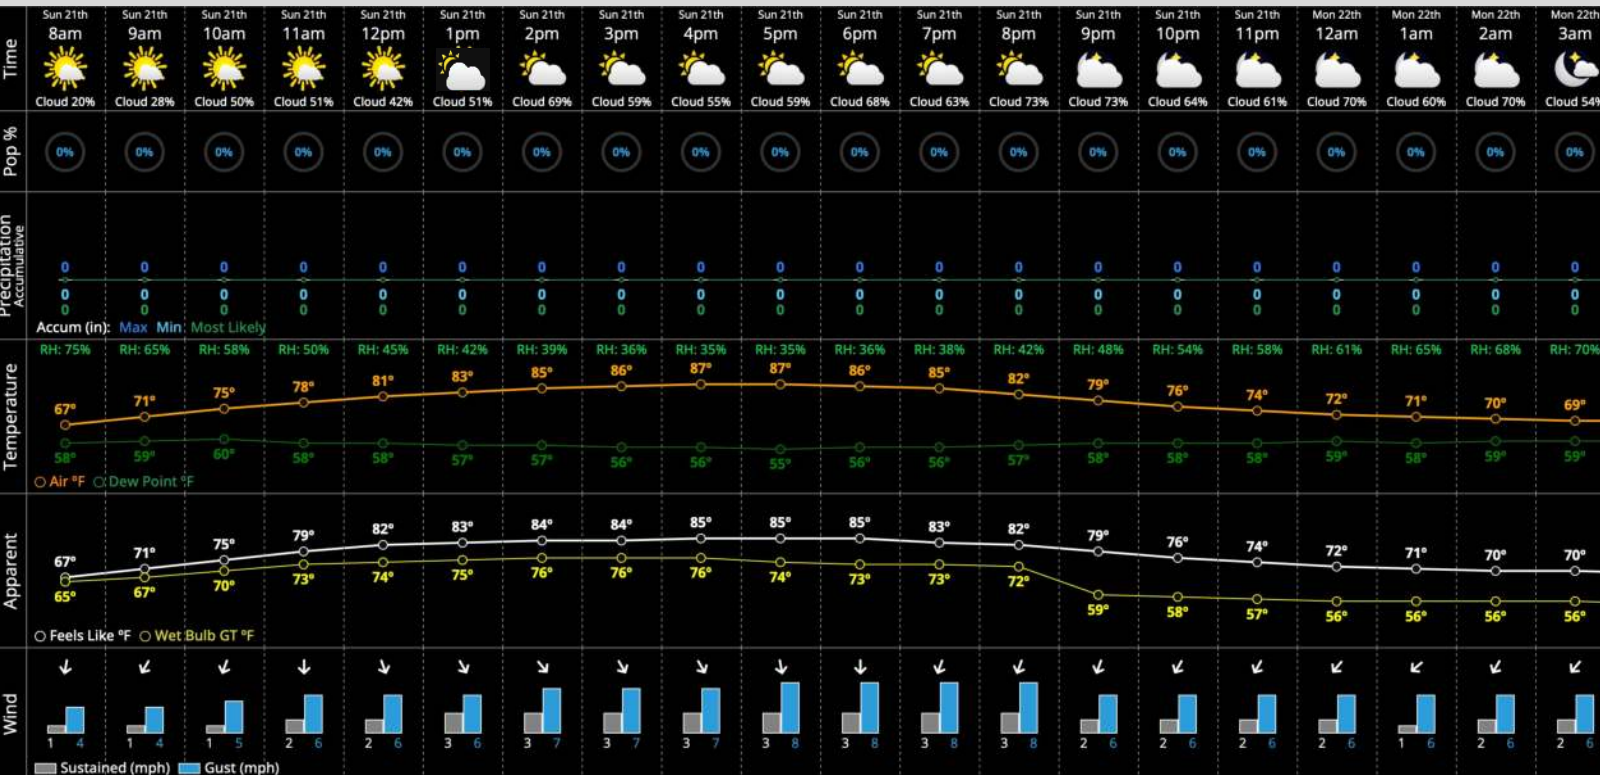 Sun 21th Sun 21th Sun 21th Sun 21th Sun 21th Sun 21th Sun 21th Sun 21th Sun 21th Sun 21th Sun 21th Sun 21th Sun 21th Sun 21th Sun 21th Sun 21th Mon 22th Mon 22th Mon 22th Mon 22th
8am 9am 10am 11am 12pm 1pm 2pm 3pm 4pm 5pm 6pm 7pm 8pm 9pm 10pm 11pm 12am 1am 2am 3am
Time
Cloud 20% Cloud 28% Cloud 50% Cloud 51% Cloud 42% Cloud 51% Cloud 69% Cloud 59% Cloud 55% Cloud 59% Cloud 68% Cloud 63% Cloud 73% Cloud 73% Cloud 64% Cloud 61% Cloud 70% Cloud 60% Cloud 70% Cloud 54%
Pop %
0% 0% 0% 0% 0% 0% 0% 0% 0% 0% 0% 0% 0% 0% 0% 0% 0% 0% 0% 0%
Precipitation
Accumulative
0 0 0 0 0 0 0 0 0 0 0 0 0 0 0 0 0 0 0 0
0 0 0 0 0 0 0 0 0 0 0 0 0 0 0 0 0 0 0 0
0 0 0 0 0 0 0 0 0 0 0 0 0 0 0 0 0 0 0 0
Accum (in): Max Min Most Likely
Temperature
RH: 75% RH: 65% RH: 58% RH: 50% RH: 45% RH: 42% RH: 39% RH: 36% RH: 35% RH: 35% RH: 36% RH: 38% RH: 42% RH: 48% RH: 54% RH: 58% RH: 61% RH: 65% RH: 68% RH: 70%
67° 71° 75° 78° 81° 83° 85° 86° 87° 87° 86° 85° 82° 79° 76° 74° 72° 71° 70° 69°
58° 59° 60° 58° 58° 57° 57° 56° 56° 55° 56° 56° 57° 58° 58° 58° 59° 58° 59° 59°
Air ºF Dew Point ºF
Apparent
67° 71° 75° 79° 82° 83° 84° 84° 85° 85° 85° 83° 82° 79° 76° 74° 72° 71° 70° 70°
65° 67° 70° 73° 74° 75° 76° 76° 76° 74° 73° 73° 72° 59° 58° 57° 56° 56° 56° 56°
Feels Like ºF Wet Bulb GT ºF
Wind
1 4 1 4 1 5 2 6 2 6 3 6 3 7 3 7 3 7 3 8 3 8 3 8 3 8 2 6 2 6 2 6 2 6 1 6 2 6 2 6
Sustained (mph) Gust (mph)